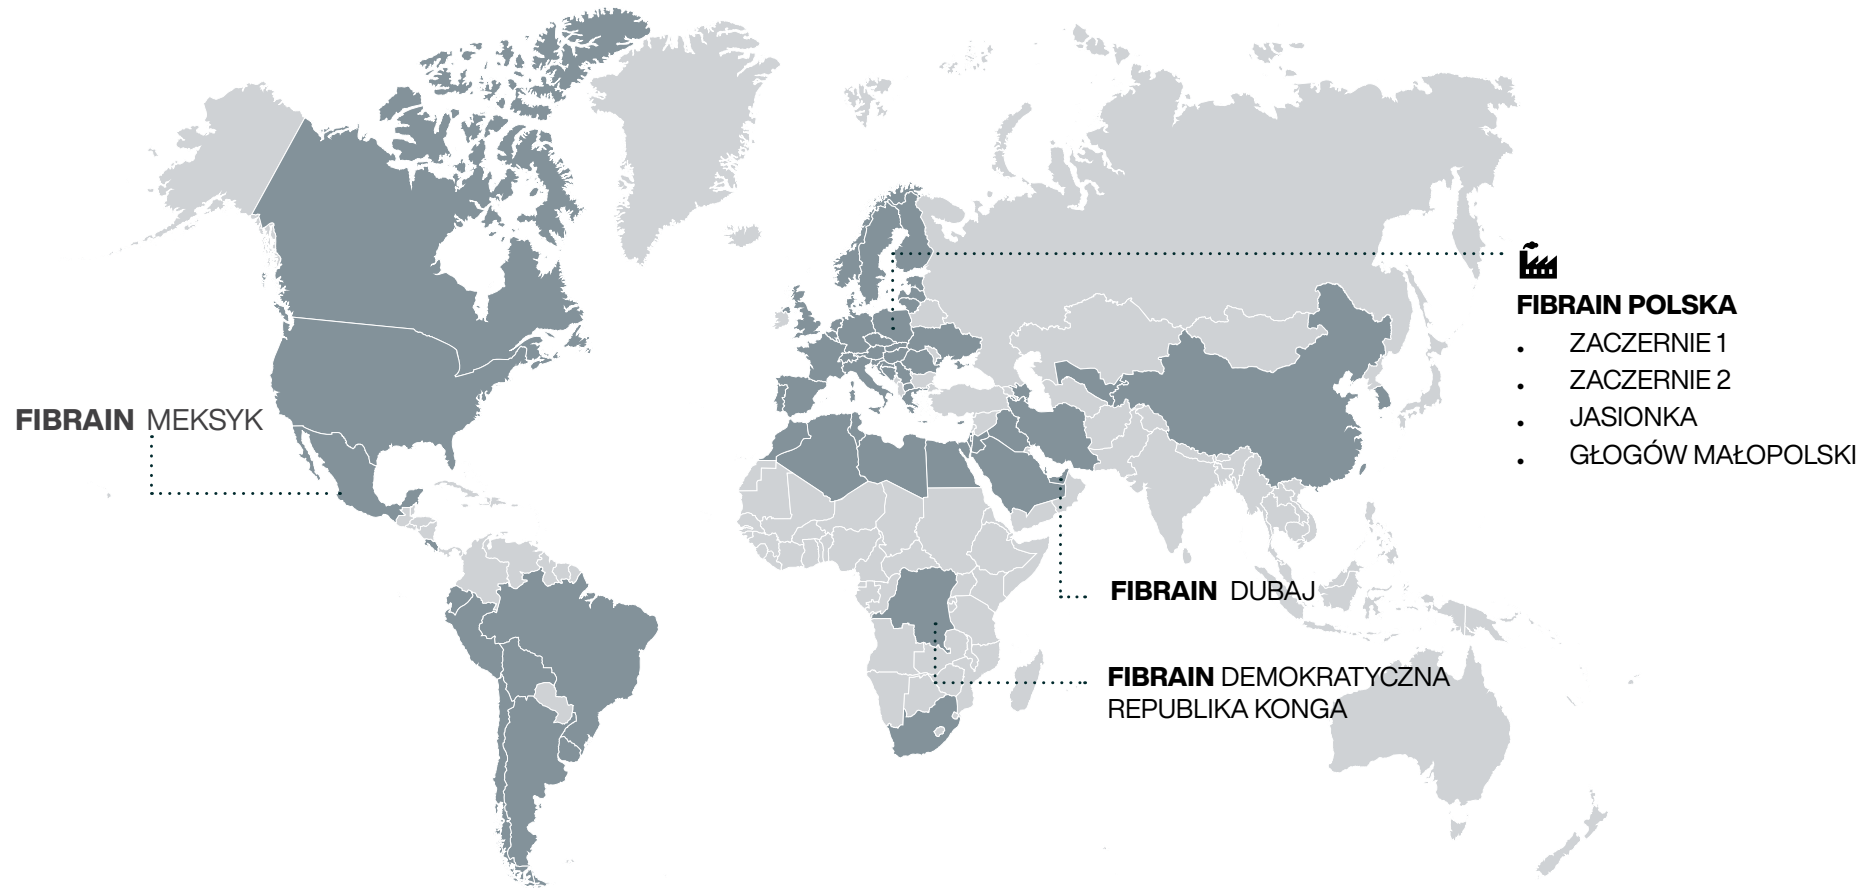 FIBRAIN POLSKA
• ZACZERNIE 1
• ZACZERNIE 2
• JASIONKA
• GŁOGÓW MAŁOPOLSKI
FIBRAIN MEKSYK
FIBRAIN DUBAJ
FIBRAIN DEMOKRATYCZNA
REPUBLIKA KONGA